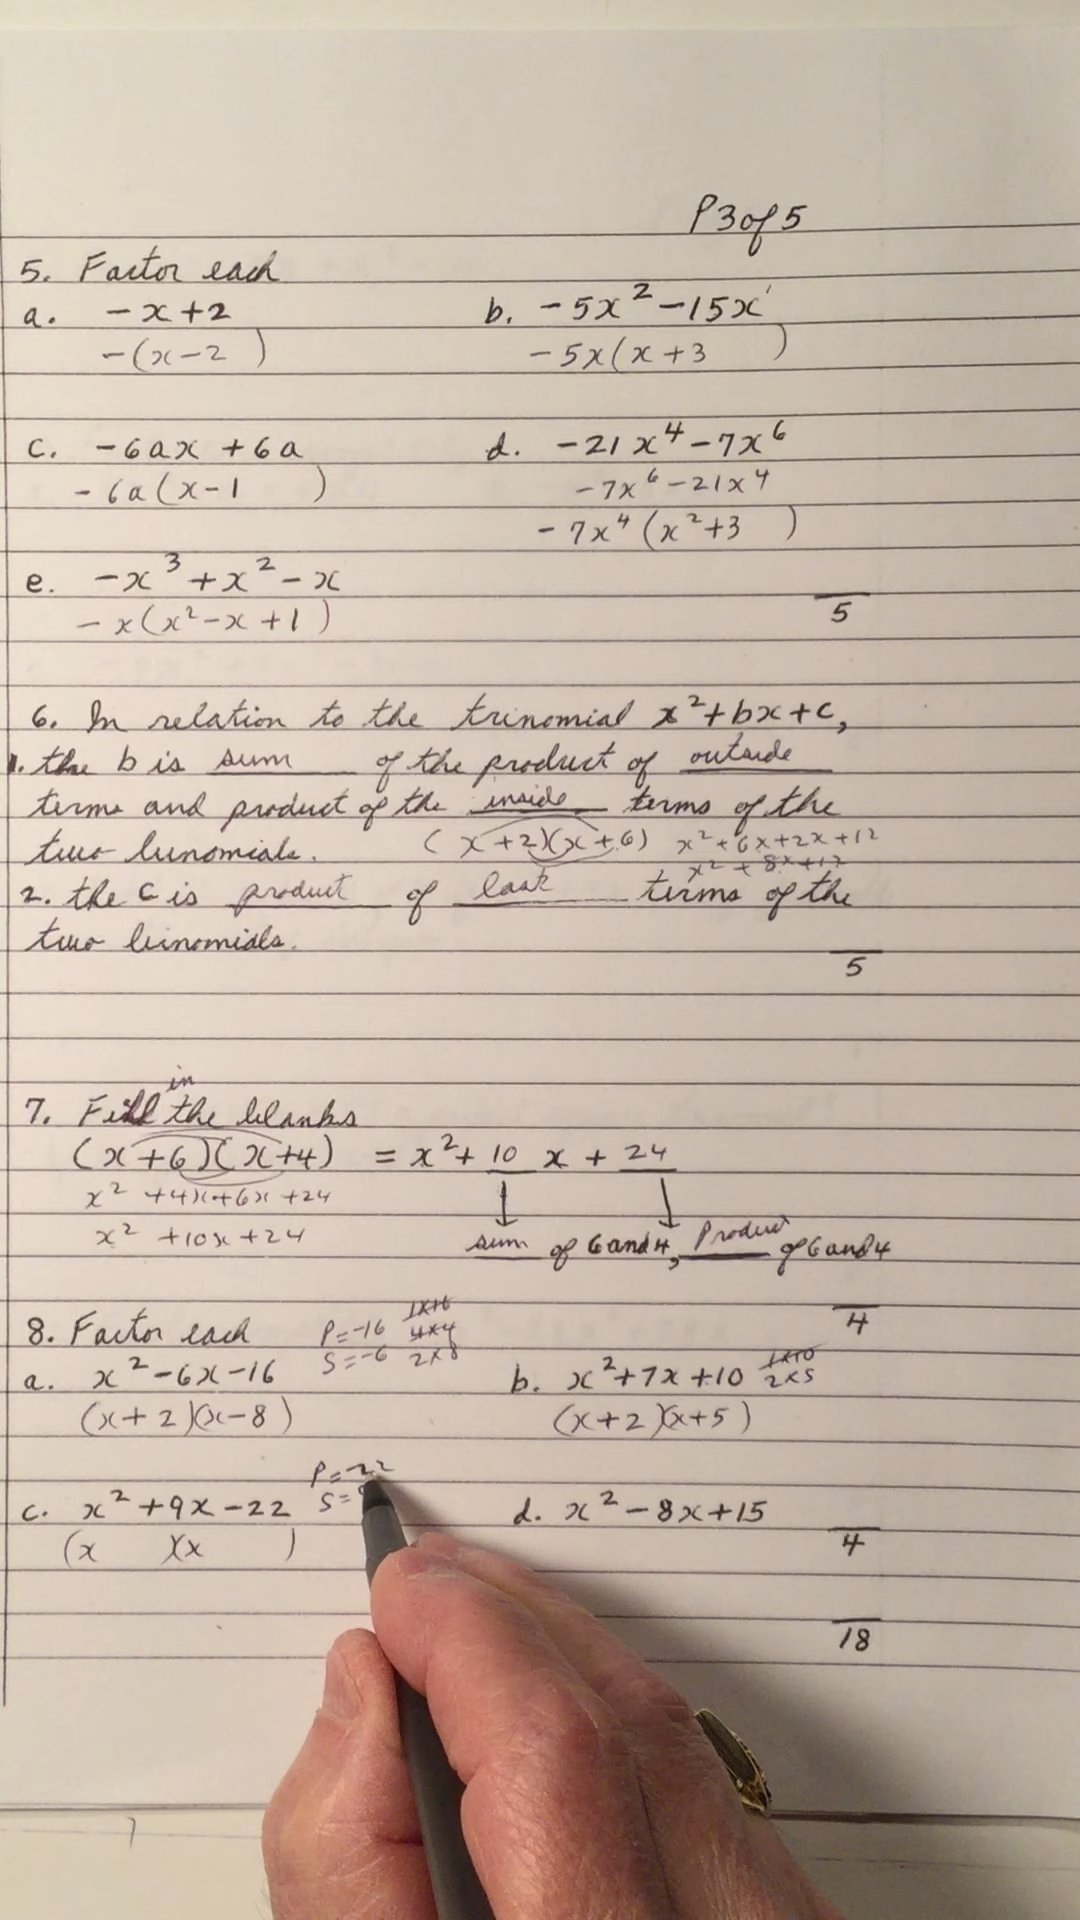 P 3 of 5
5. Factor each
a. -x+2
-(x-2 )
b. -5x² -15x
-5x(x+3 )
c. -6ax +6a
-6a(x-1 )
d. -21x⁴-7x⁶
-7x⁶-21x⁴
-7x⁴(x²+3 )
e. -x³+x²-x
-x(x²-x+1)
5
6. In relation to the trinomial x²+bx+c,
1. the b is sum of the product of outside
terms and product of the inside terms of the
two binomials. (x+2)(x+6) x²+6x+2x+12
x²+8x+12
2. the c is product of last terms of the
two binomials.
5
7. Fill in the blanks
(x+6)(x+4) = x²+ 10 x + 24
x² +4x+6x+24
x² +10x+24
sum of 6 and 4, Product of 6 and 4
4
8. Factor each P=-16 1x16
4x4
S=-6 2x8
a. x²-6x-16
(x+2)(x-8)
b. x²+7x+10 1x10
2x5
(x+2)(x+5)
P=-22
c. x²+9x-22 S=
(x )(x )
d. x²-8x+15
4
18